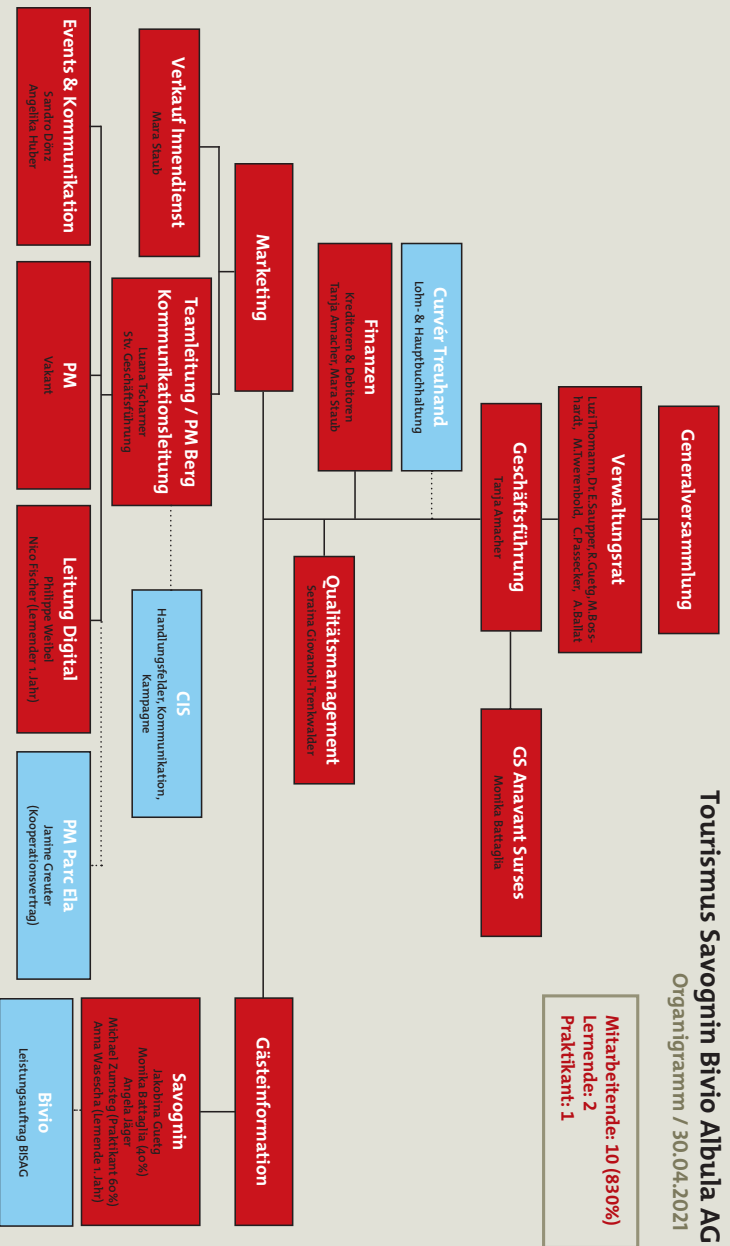 Tourismus Savognin Bivio Albula AG
Organigramm / 30.04.2021
Mitarbeitende: 10 (830%)
Lernende: 2
Praktikant: 1
Generalversammlung
Verwaltungsrat
Luzi Thomann, Dr. E.Saupper, R.Guetg, M.Boss-
hardt, M.Twerenbold, C.Passecker, A.Ballat
Geschäftsführung
Tanja Amacher
GS Anavant Surses
Monika Battaglia
Curvér Treuhand
Lohn- & Hauptbuchhaltung
Finanzen
Kreditoren & Debitoren
Tanja Amacher, Mara Staub
Qualitätsmanagement
Seraina Giovanoli-Trenkwalder
Marketing
Gästeinformation
Verkauf Innendienst
Mara Staub
Teamleitung / PM Berg
Kommunikationsleitung
Luana Tscharner
Stv. Geschäftsführung
CIS
Handlungsfelder, Kommunikation,
Kampagne
Savognin
Jakobina Guetg
Monika Battaglia (40%)
Angela Jäger
Michael Zumsteg (Praktikant 60%)
Anna Wasescha (Lernende 1. Jahr)
Events & Kommunikation
Sandro Dönz
Angelika Huber
PM
Vakant
Leitung Digital
Philippe Weibel
Nico Fischer (Lernender 1. Jahr)
PM Parc Ela
Janine Greuter
(Kooperationsvertrag)
Bivio
Leistungsauftrag BISAG